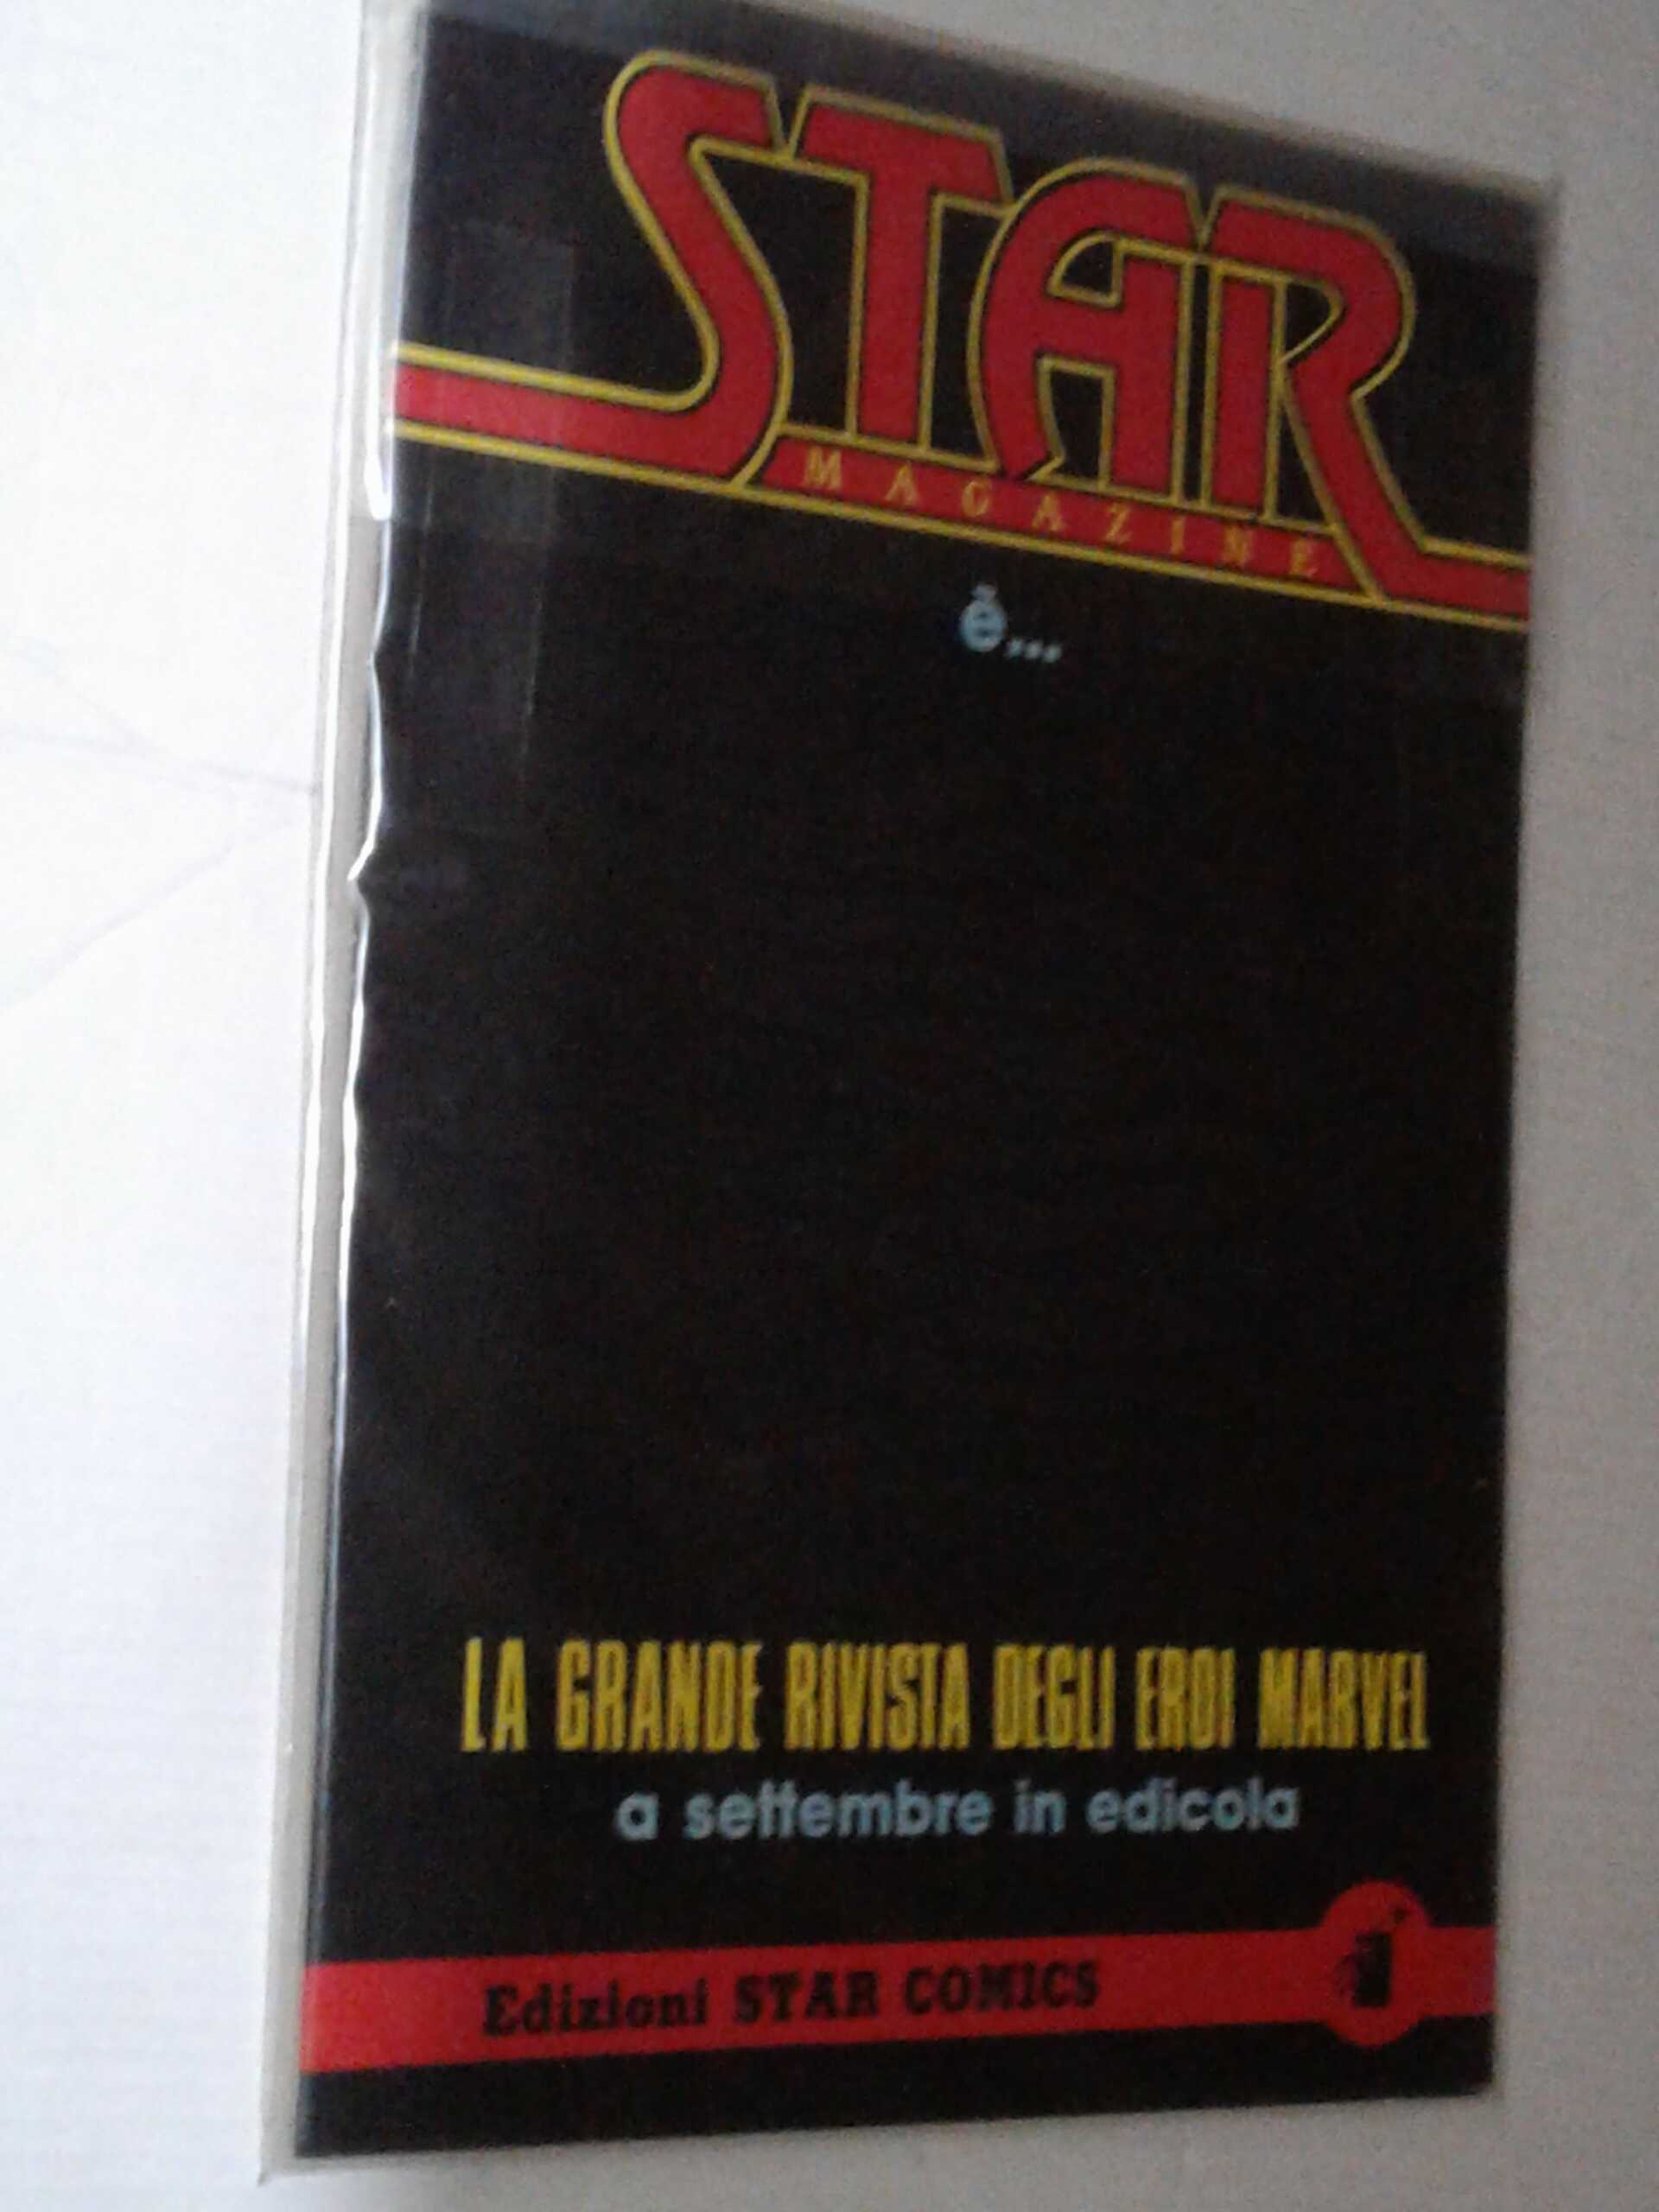 STAR
MAGAZINE
è...
LA GRANDE RIVISTA DEGLI EROI MARVEL
a settembre in edicola
Edizioni STAR COMICS